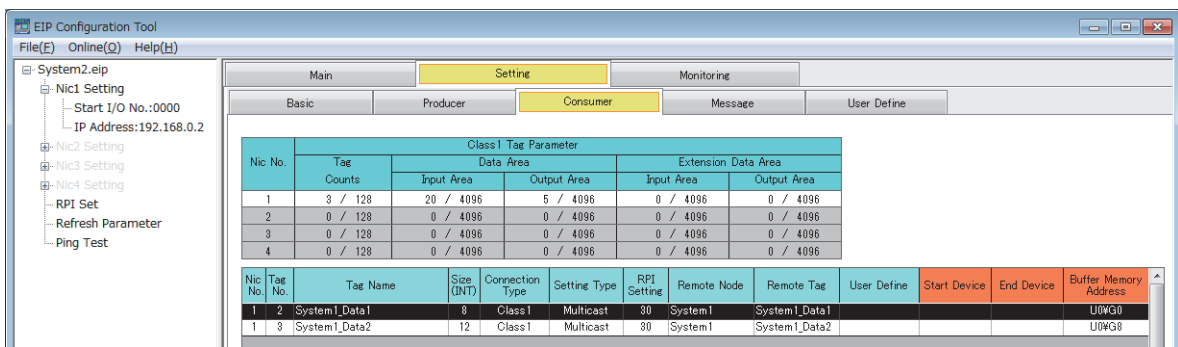 EIP Configuration Tool
File(F) Online(O) Help(H)
System2.eip
Nic1 Setting
Start I/O No.:0000
IP Address:192.168.0.2
Nic2 Setting
Nic3 Setting
Nic4 Setting
RPI Set
Refresh Parameter
Ping Test
Main Setting Monitoring
Basic Producer Consumer Message User Define
Class1 Tag Parameter
Nic No. Tag Counts Data Area Extension Data Area
Input Area Output Area Input Area Output Area
1 3 / 128 20 / 4096 5 / 4096 0 / 4096 0 / 4096
2 0 / 128 0 / 4096 0 / 4096 0 / 4096 0 / 4096
3 0 / 128 0 / 4096 0 / 4096 0 / 4096 0 / 4096
4 0 / 128 0 / 4096 0 / 4096 0 / 4096 0 / 4096
Nic No. Tag No. Tag Name Size (INT) Connection Type Setting Type RPI Setting Remote Node Remote Tag User Define Start Device End Device Buffer Memory Address
1 2 System1_Data1 8 Class1 Multicast 30 System1 System1_Data1 U0¥G0
1 3 System1_Data2 12 Class1 Multicast 30 System1 System1_Data2 U0¥G8